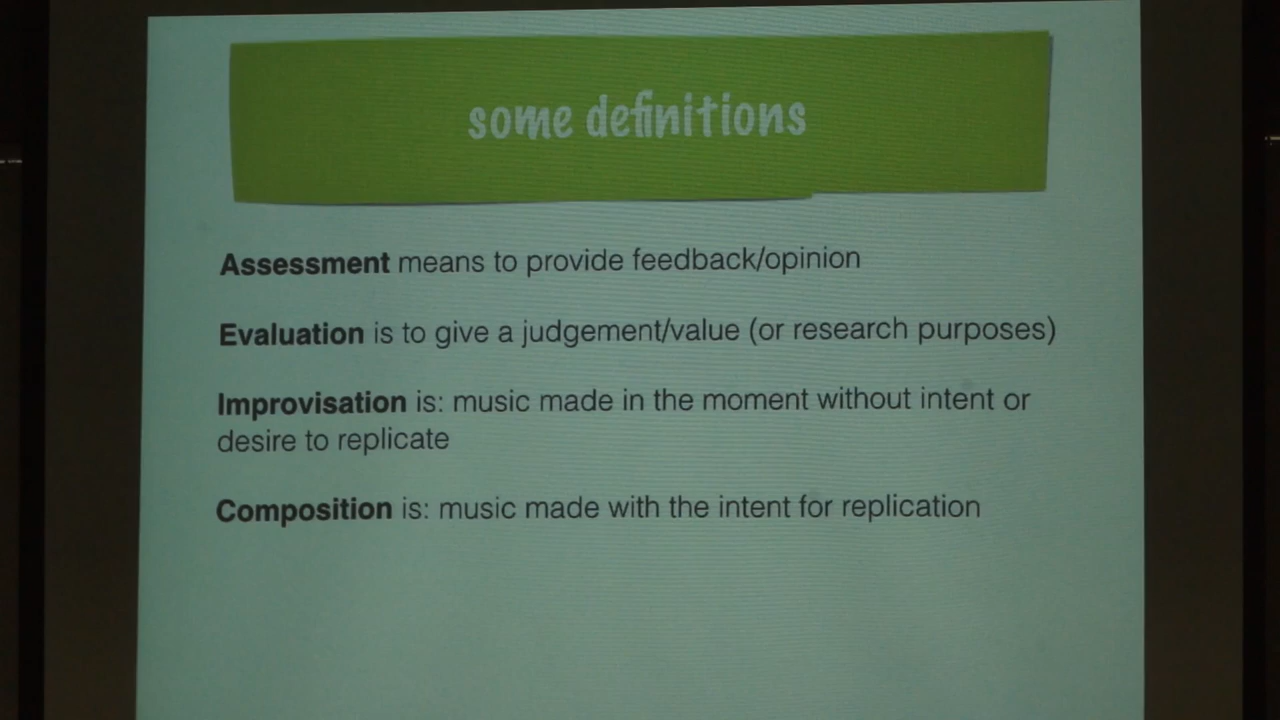 some definitions
Assessment means to provide feedback/opinion
Evaluation is to give a judgement/value (or research purposes)
Improvisation is: music made in the moment without intent or
desire to replicate
Composition is: music made with the intent for replication